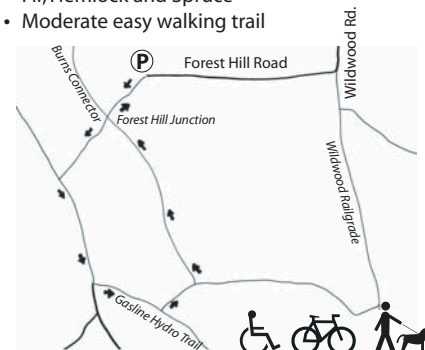 Hi, Hemlock and Spruce
• Moderate easy walking trail
Wildwood Rd.
P
Forest Hill Road
Burns Connector
Forest Hill Junction
Wildwood Railgrade
Gasline Hydro Trail